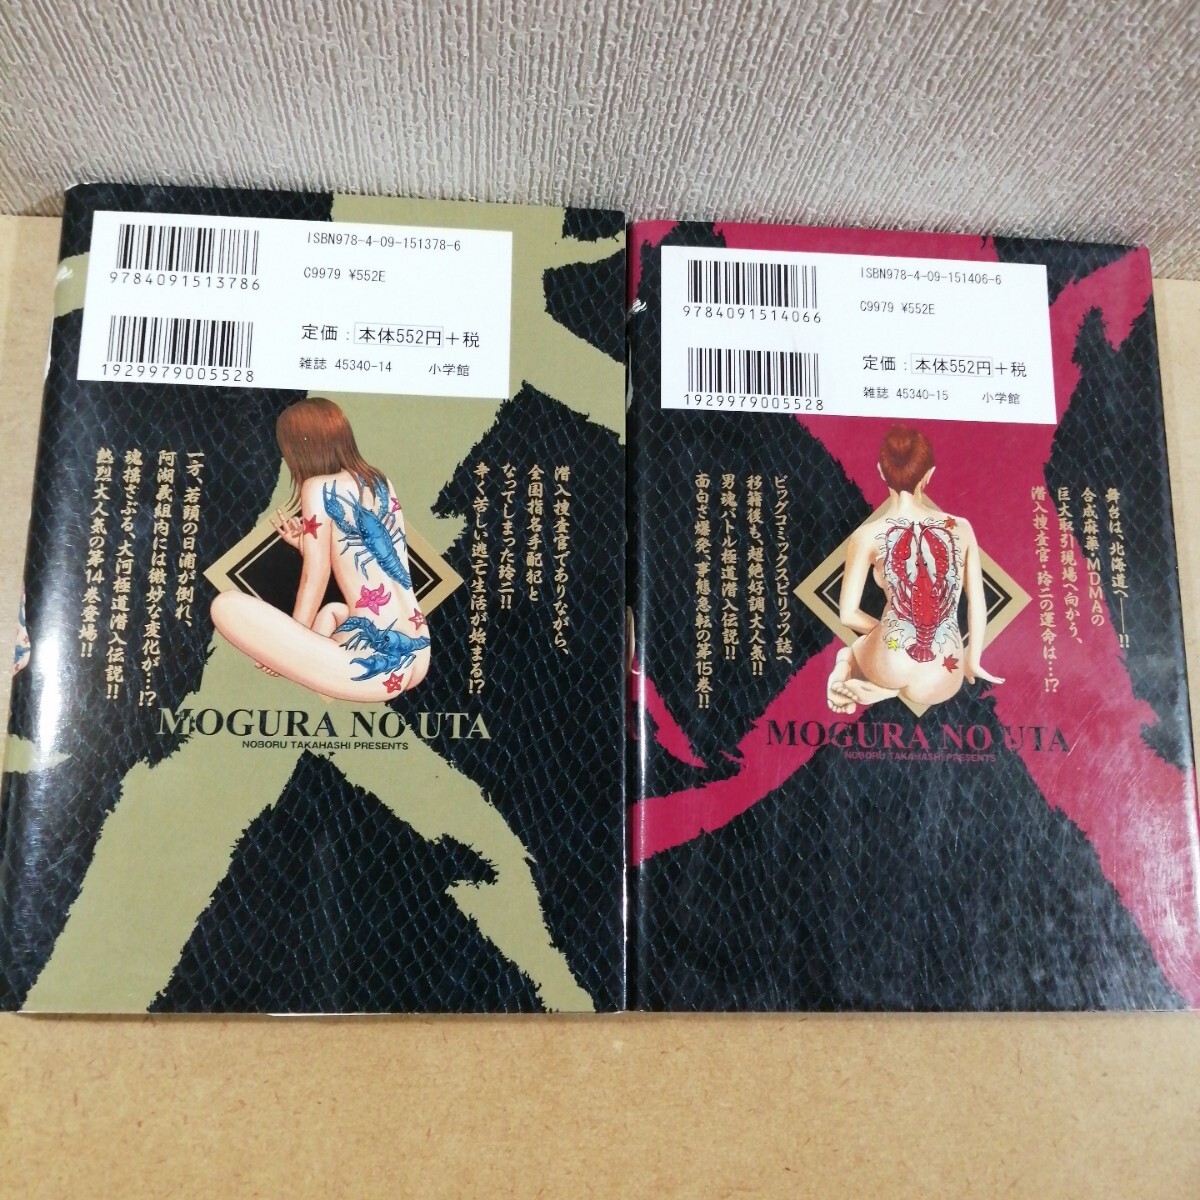 ISBN978-4-09-151378-6
9784091513786
C9979 ¥552E
定価：本体552円＋税
1929979005528
雑誌 45340-14 小学館
潜入捜査官でありながら、
全国指名手配犯と
なってしまった玲二!!
辛く苦しい逃亡生活が始まる!?
一方、若頭の日浦が倒れ、
阿湖義組内には微妙な変化が…!?
魂揺さぶる、大河極道潜入伝説!!
熱烈大人気の第14巻登場!!
MOGURA NO UTA
NOBORU TAKAHASHI PRESENTS
ISBN978-4-09-151406-6
9784091514066
C9979 ¥552E
定価：本体552円＋税
1929979005528
雑誌 45340-15 小学館
舞台は、北海道へ――!!
合成麻薬・MDMAの
巨大取引現場へ向かう、
潜入捜査官・玲二の運命は…!?
ビッグコミックスピリッツ誌へ
移籍後も、超絶好調大人気!!
男魂バトル極道潜入伝説!!
面白さ爆発、事態急転の第15巻!!
MOGURA NO UTA
NOBORU TAKAHASHI PRESENTS